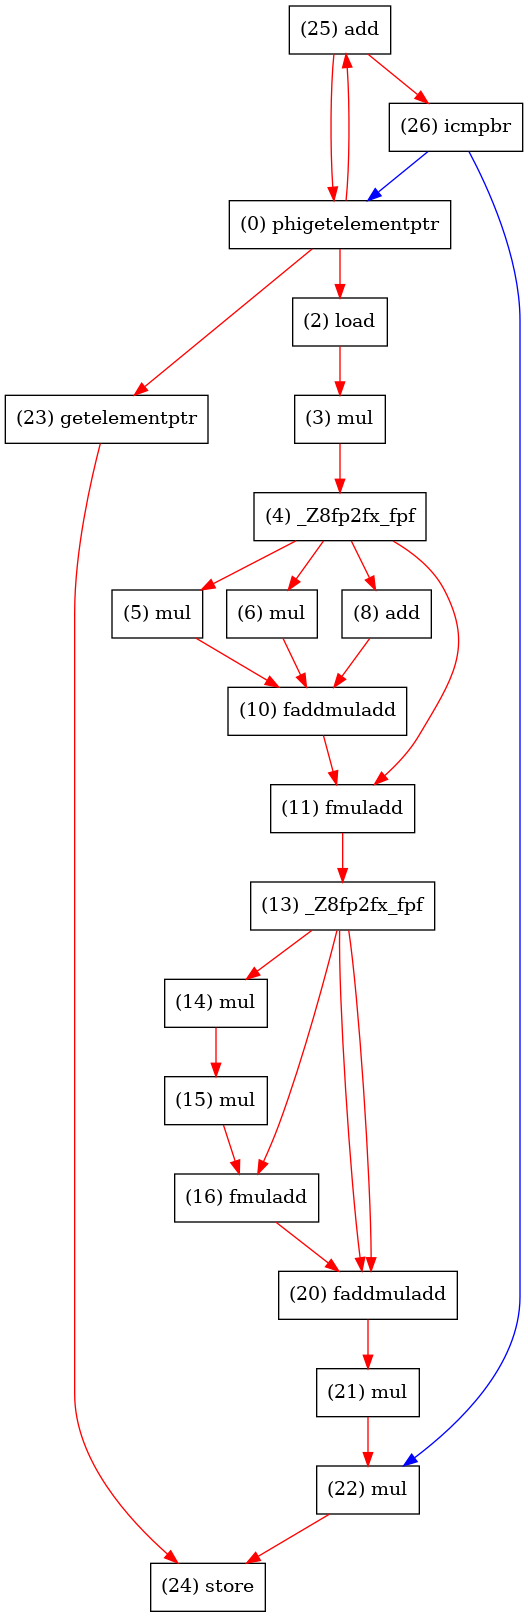 (25) add
(26) icmpbr
(0) phigetelementptr
(2) load
(23) getelementptr
(3) mul
(4) _Z8fp2fx_fpf
(5) mul
(6) mul
(8) add
(10) faddmuladd
(11) fmuladd
(13) _Z8fp2fx_fpf
(14) mul
(15) mul
(16) fmuladd
(20) faddmuladd
(21) mul
(22) mul
(24) store